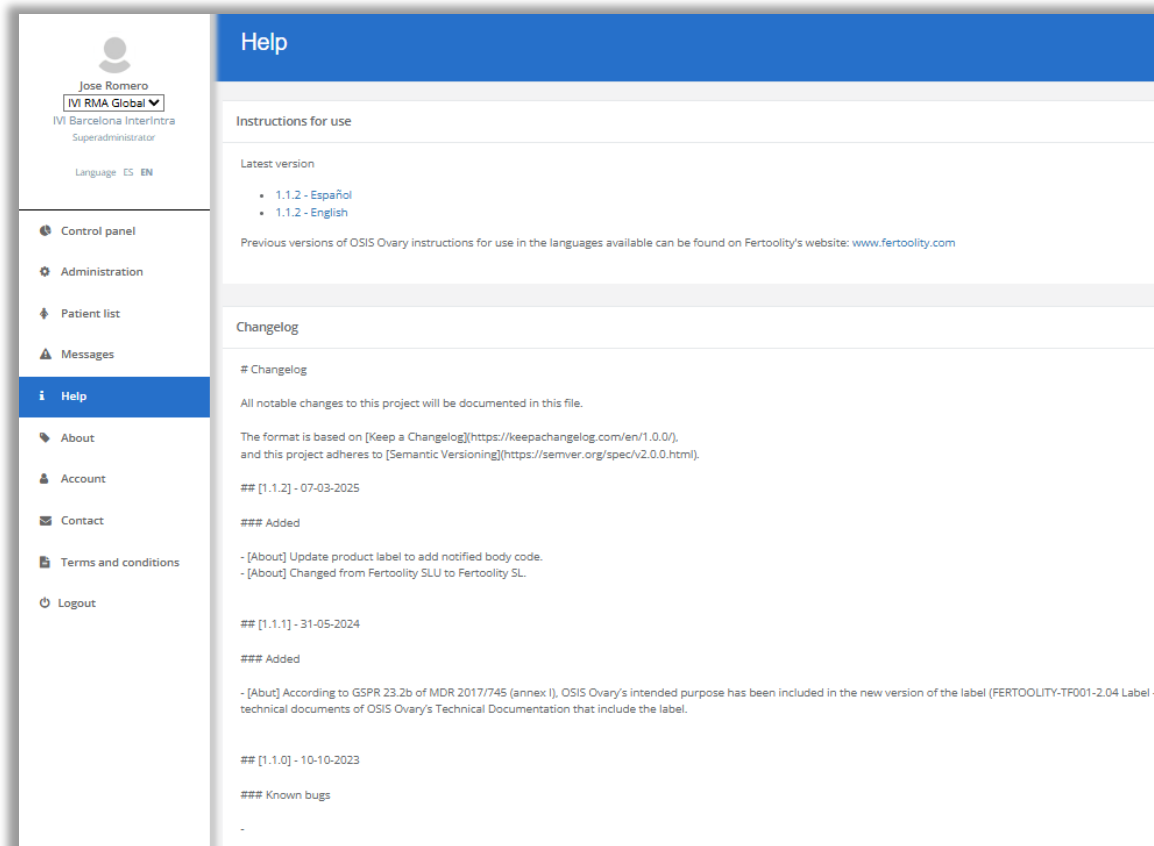 Help
Jose Romero
IVI RMA Global
IVI Barcelona InterIntra
Superadministrator
Language ES EN
Control panel
Administration
Patient list
Messages
Help
About
Account
Contact
Terms and conditions
Logout
Instructions for use
Latest version
1.1.2 - Español
1.1.2 - English
Previous versions of OSIS Ovary instructions for use in the languages available can be found on Fertoolity's website: www.fertoolity.com
Changelog
# Changelog
All notable changes to this project will be documented in this file.
The format is based on [Keep a Changelog](https://keepachangelog.com/en/1.0.0/),
and this project adheres to [Semantic Versioning](https://semver.org/spec/v2.0.0.html).
## [1.1.2] - 07-03-2025
### Added
- [About] Update product label to add notified body code.
- [About] Changed from Fertoolity SLU to Fertoolity SL.
## [1.1.1] - 31-05-2024
### Added
- [Abut] According to GSPR 23.2b of MDR 2017/745 (annex I), OSIS Ovary's intended purpose has been included in the new version of the label (FERTOOLITY-TF001-2.04 Label -
technical documents of OSIS Ovary's Technical Documentation that include the label.
## [1.1.0] - 10-10-2023
### Known bugs
-